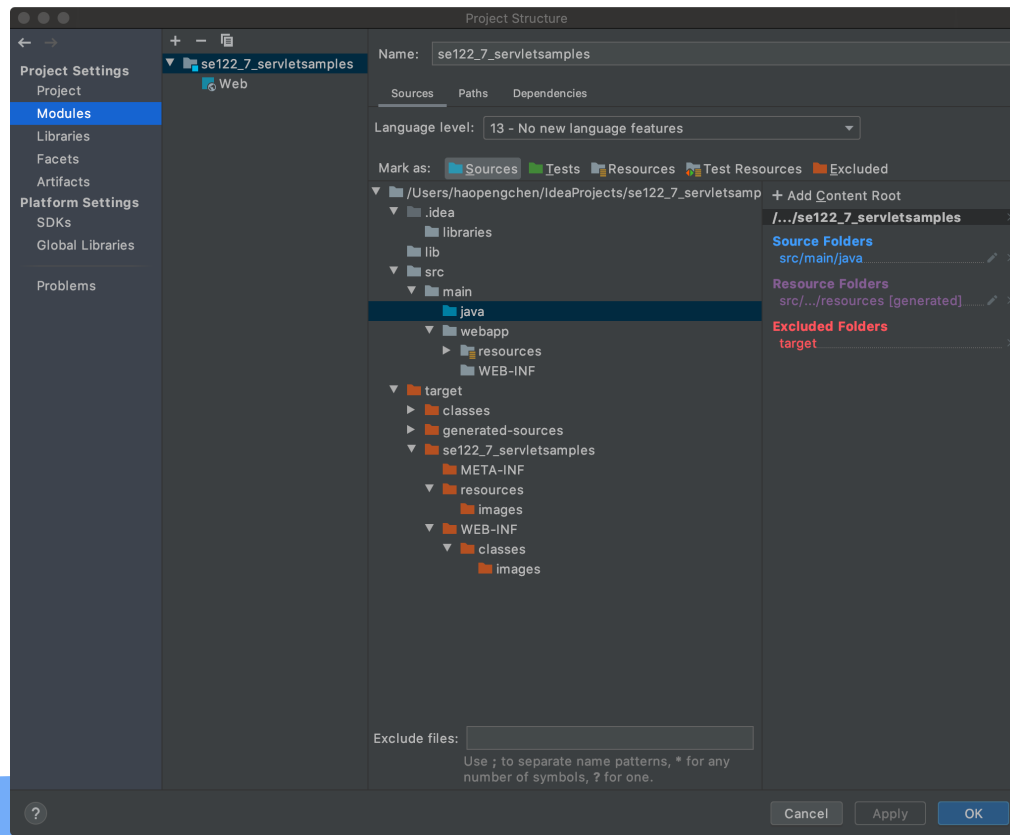 Project Structure
Project Settings
Project
Modules
Libraries
Facets
Artifacts
Platform Settings
SDKs
Global Libraries
Problems
se122_7_servletsamples
Web
Name: se122_7_servletsamples
Sources Paths Dependencies
Language level: 13 - No new language features
Mark as: Sources Tests Resources Test Resources Excluded
/Users/haopengchen/IdeaProjects/se122_7_servletsamp
.idea
libraries
lib
src
main
java
webapp
resources
WEB-INF
target
classes
generated-sources
se122_7_servletsamples
META-INF
resources
images
WEB-INF
classes
images
+ Add Content Root
/.../se122_7_servletsamples
Source Folders
src/main/java
Resource Folders
src/.../resources [generated]
Excluded Folders
target
Exclude files:
Use ; to separate name patterns, * for any
number of symbols, ? for one.
?
Cancel Apply OK